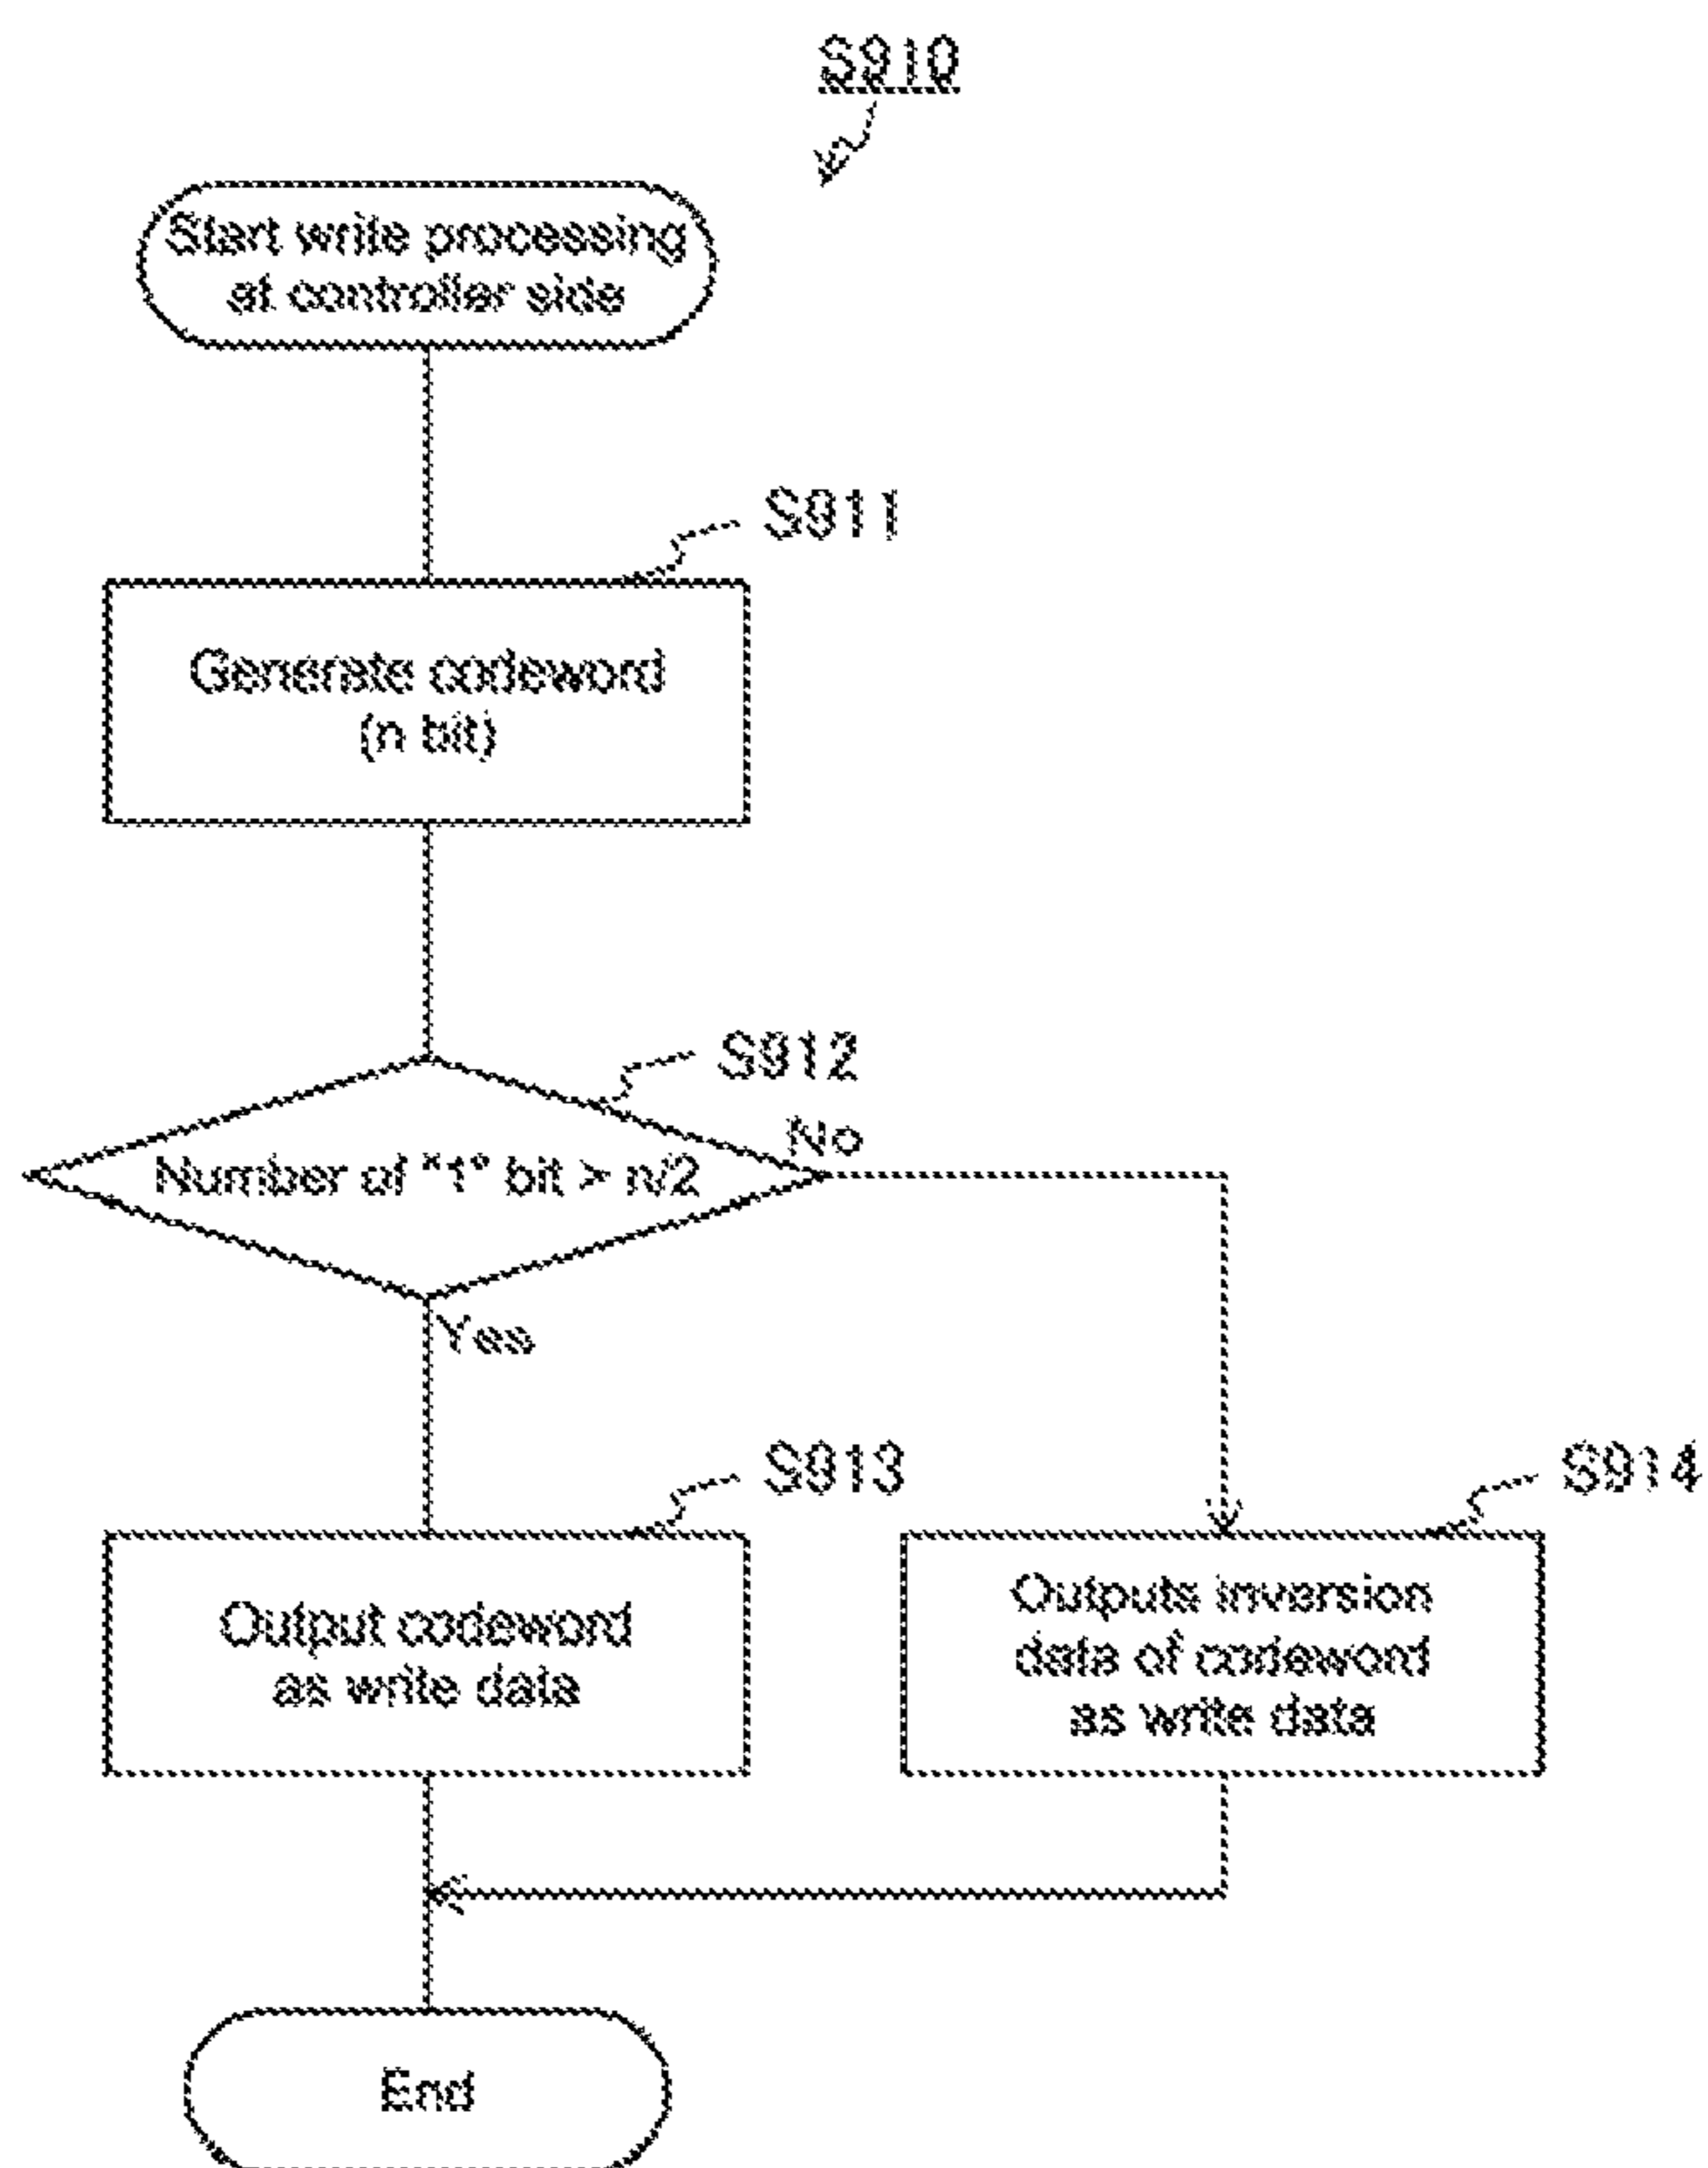 S910
Start write processing
at controller side
S911
Generate codeword
(n bit)
S912
No
Number of "1" bit > n/2
Yes
S913
S914
Output codeword
as write data
Outputs inversion
data of codeword
as write data
End